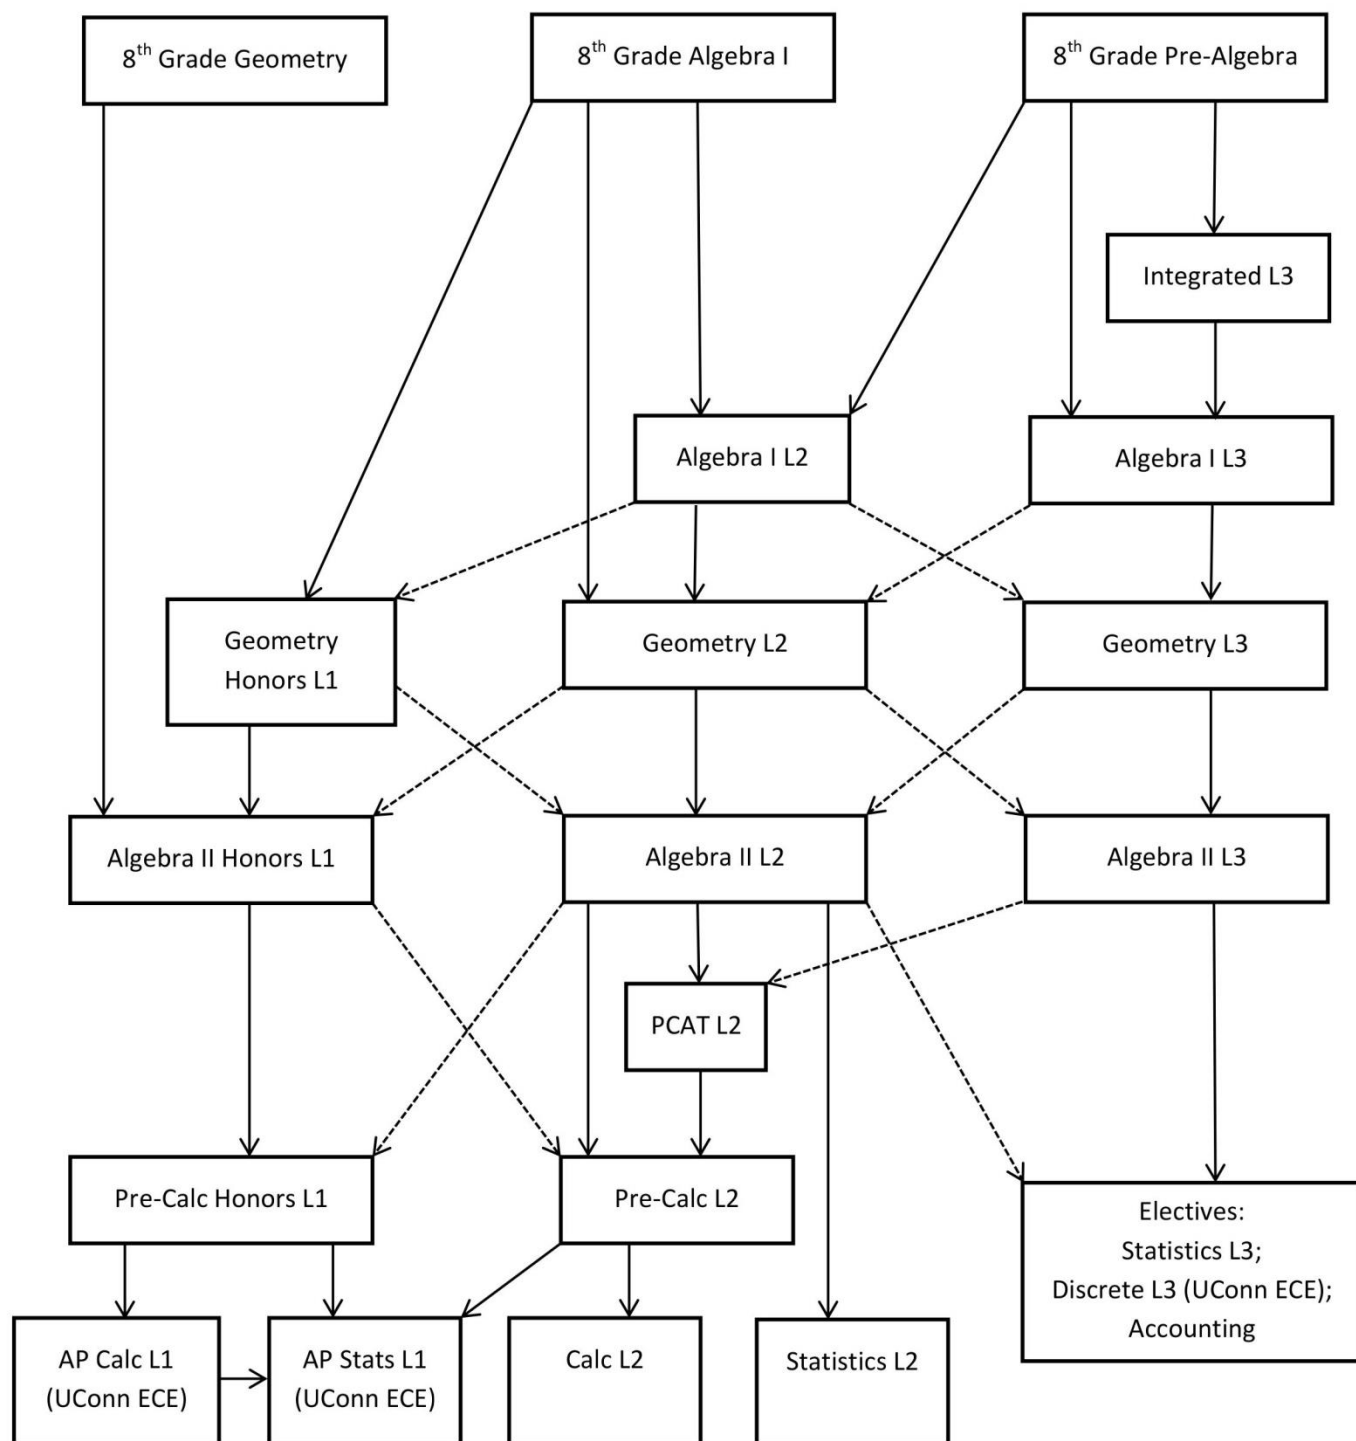 8th Grade Geometry
8th Grade Algebra I
8th Grade Pre-Algebra
Integrated L3
Algebra I L2
Algebra I L3
Geometry
Honors L1
Geometry L2
Geometry L3
Algebra II Honors L1
Algebra II L2
Algebra II L3
PCAT L2
Pre-Calc Honors L1
Pre-Calc L2
Electives:
Statistics L3;
Discrete L3 (UConn ECE);
Accounting
AP Calc L1
(UConn ECE)
AP Stats L1
(UConn ECE)
Calc L2
Statistics L2